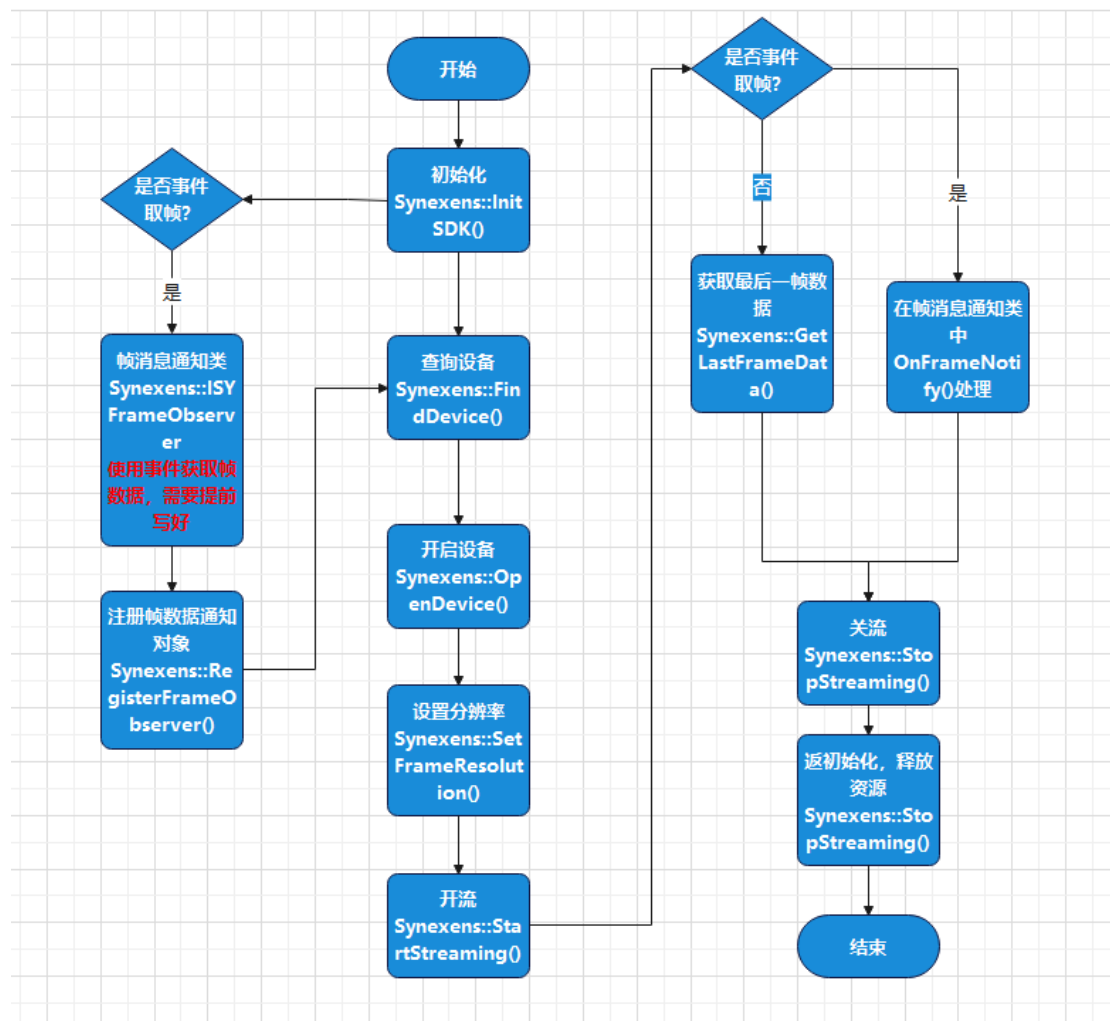 开始
初始化
Synexens::Init
SDK()
是否事件
取帧?
是
帧消息通知类
Synexens::ISY
FrameObserv
er
使用事件获取帧
数据，需要提前
写好
注册帧数据通知
对象
Synexens::Re
gisterFrameO
bserver()
查询设备
Synexens::Fin
dDevice()
开启设备
Synexens::Op
enDevice()
设置分辨率
Synexens::Set
FrameResolut
ion()
开流
Synexens::Sta
rtStreaming()
是否事件
取帧?
否
是
获取最后一帧数
据
Synexens::Get
LastFrameDat
a()
在帧消息通知类
中
OnFrameNoti
fy()处理
关流
Synexens::Sto
pStreaming()
返初始化，释放
资源
Synexens::Sto
pStreaming()
结束